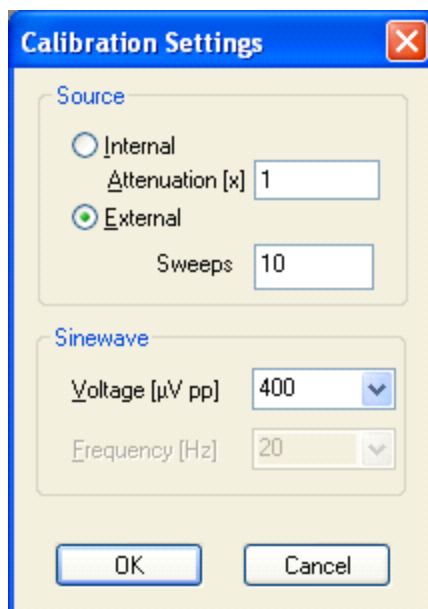 Calibration Settings
Source
Internal
Attenuation [x] 1
External
Sweeps 10
Sinewave
Voltage [µV pp] 400
Frequency [Hz] 20
OK Cancel